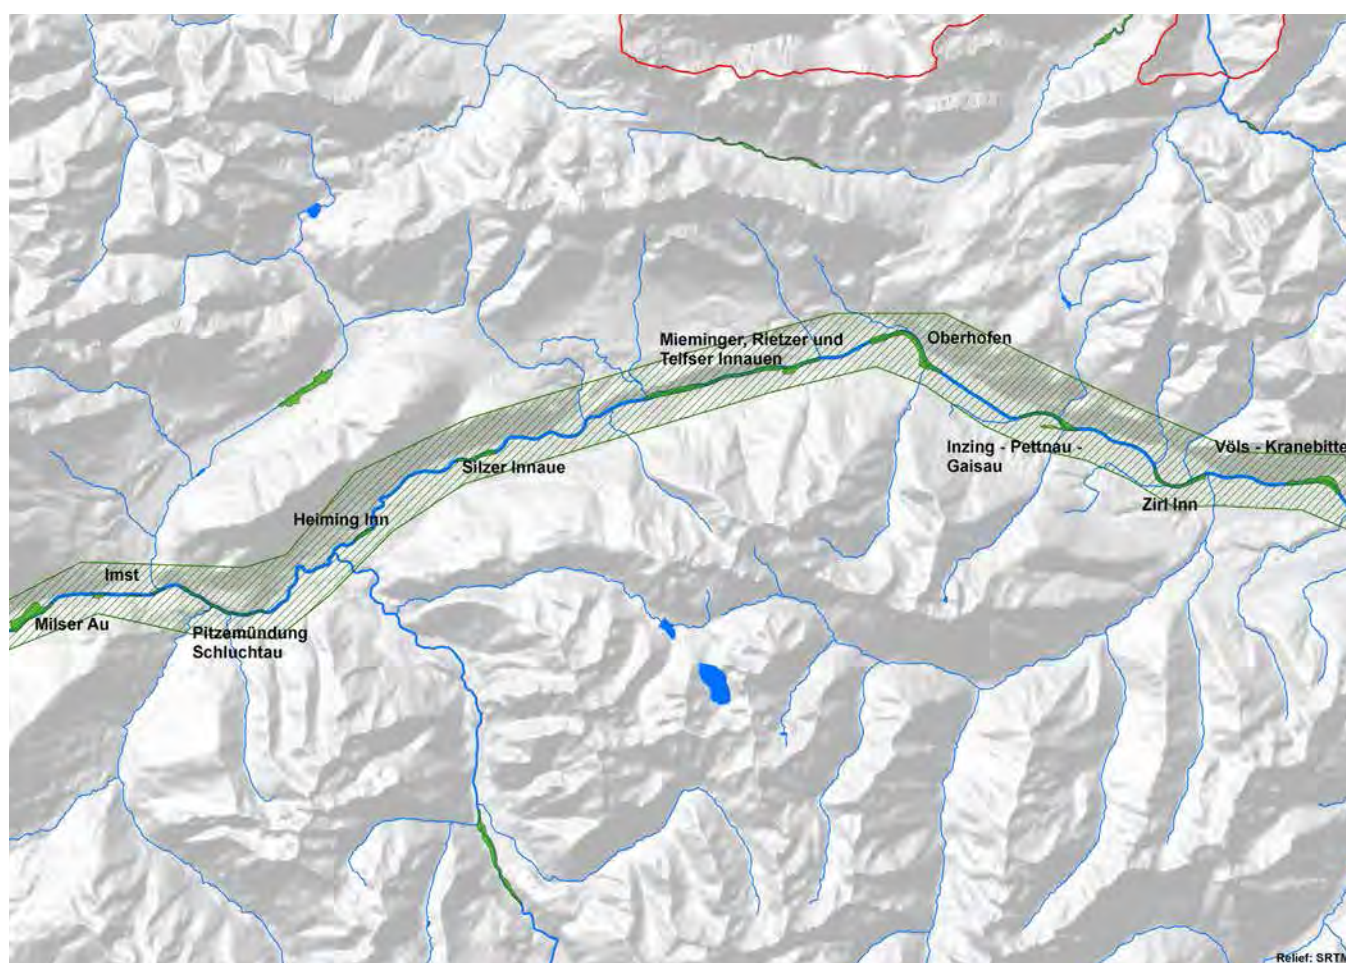 Mieminger, Rietzer und
Telfser Innauen
Oberhofen
Inzing - Pettnau -
Gaisau
Völs - Kranebitte
Silzer Innaue
Zirl Inn
Heiming Inn
Imst
Milser Au
Pitzemündung
Schluchtau
Relief: SRTM